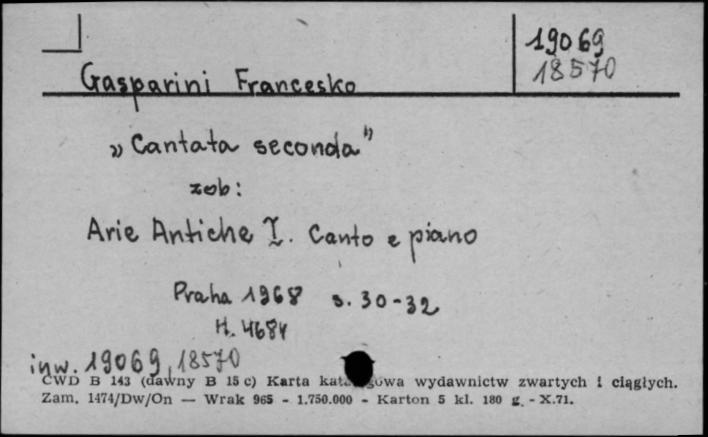 19069
18570
Gasparini Francesko
„Cantata seconda"
zob:
Arie Antiche I. Canto e piano
Praha 1968 s. 30-32
H. 4684
inw. 19069, 18570
CWD B 143 (dawny B 15 c) Karta katalogowa wydawnictw zwartych i ciągłych.
Zam. 1474/Dw/On — Wrak 965 - 1.750.000 - Karton 5 kl. 180 g. - X.71.